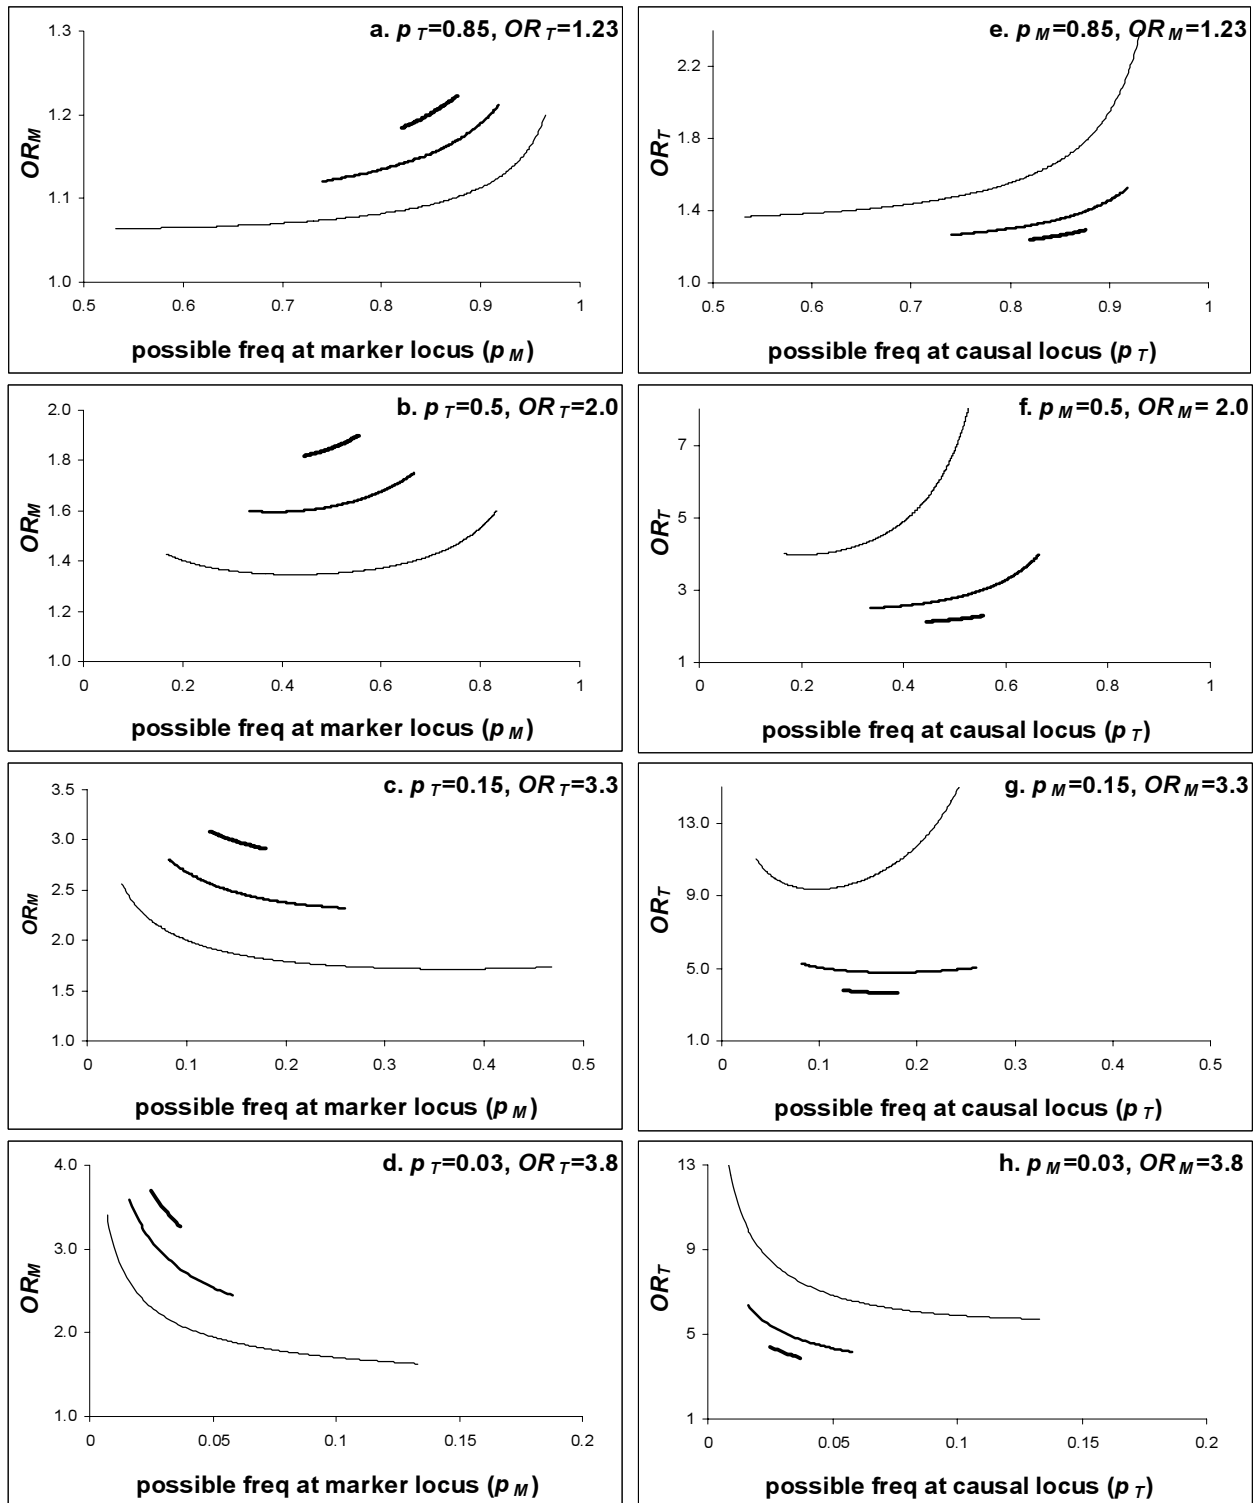 a. p T=0.85, OR T=1.23
1.3
1.2
1.1
1.0
ORM
0.5 0.6 0.7 0.8 0.9 1
possible freq at marker locus (p M)
e. p M=0.85, OR M=1.23
2.2
1.8
1.4
1.0
ORT
0.5 0.6 0.7 0.8 0.9 1
possible freq at causal locus (p T)
b. p T=0.5, OR T=2.0
2.0
1.8
1.6
1.4
1.2
1.0
ORM
0 0.2 0.4 0.6 0.8 1
possible freq at marker locus (p M)
f. p M=0.5, OR M= 2.0
7
5
3
1
ORT
0 0.2 0.4 0.6 0.8 1
possible freq at causal locus (p T)
c. p T=0.15, OR T=3.3
3.5
3.0
2.5
2.0
1.5
1.0
ORM
0 0.1 0.2 0.3 0.4 0.5
possible freq at marker locus (p M)
g. p M=0.15, OR M=3.3
13.0
9.0
5.0
1.0
ORT
0 0.1 0.2 0.3 0.4 0.5
possible freq at causal locus (p T)
d. p T=0.03, OR T=3.8
4.0
3.0
2.0
1.0
ORM
0 0.05 0.1 0.15 0.2
possible freq at marker locus (p M)
h. p M=0.03, OR M=3.8
13
9
5
1
ORT
0 0.05 0.1 0.15 0.2
possible freq at causal locus (p T)